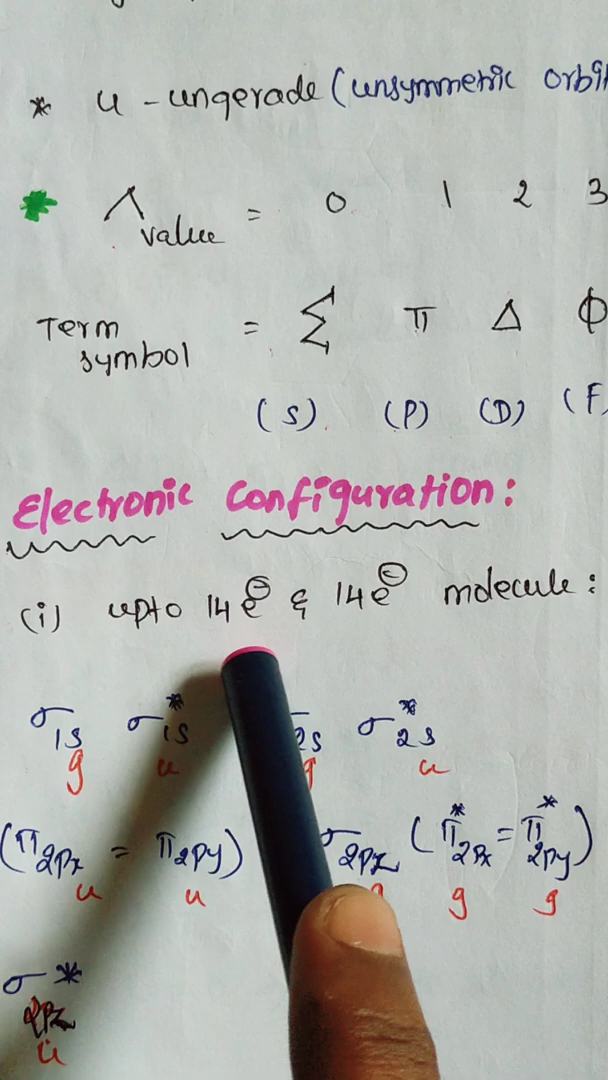 * u - ungerade (unsymmetric orbit
* Λ value = 0 1 2 3
Term symbol = Σ π Δ Φ
(S) (P) (D) (F)
Electronic Configuration:
(i) upto 14e⊖ & 14e⊖ molecule:
σ1s σ*1s 2s σ*2s
g u g u
(π2px = π2py) σ2pz (π*2px = π*2py)
u u g g
σ*2pz
u